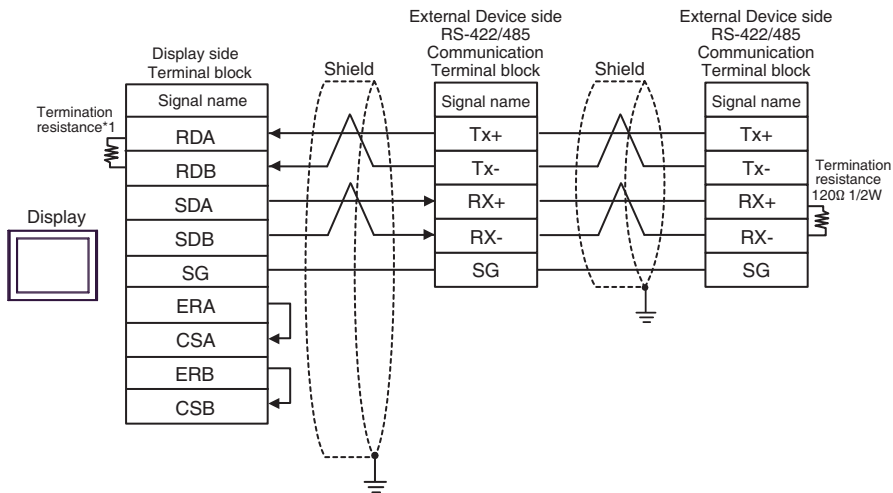 External Device side
RS-422/485
Communication
Terminal block
External Device side
RS-422/485
Communication
Terminal block
Display side
Terminal block
Shield
Shield
Signal name
Signal name
Signal name
Termination
resistance*1
RDA
Tx+
Tx+
RDB
Tx-
Tx-
Termination
resistance
120Ω 1/2W
SDA
RX+
RX+
Display
SDB
RX-
RX-
SG
SG
SG
ERA
CSA
ERB
CSB